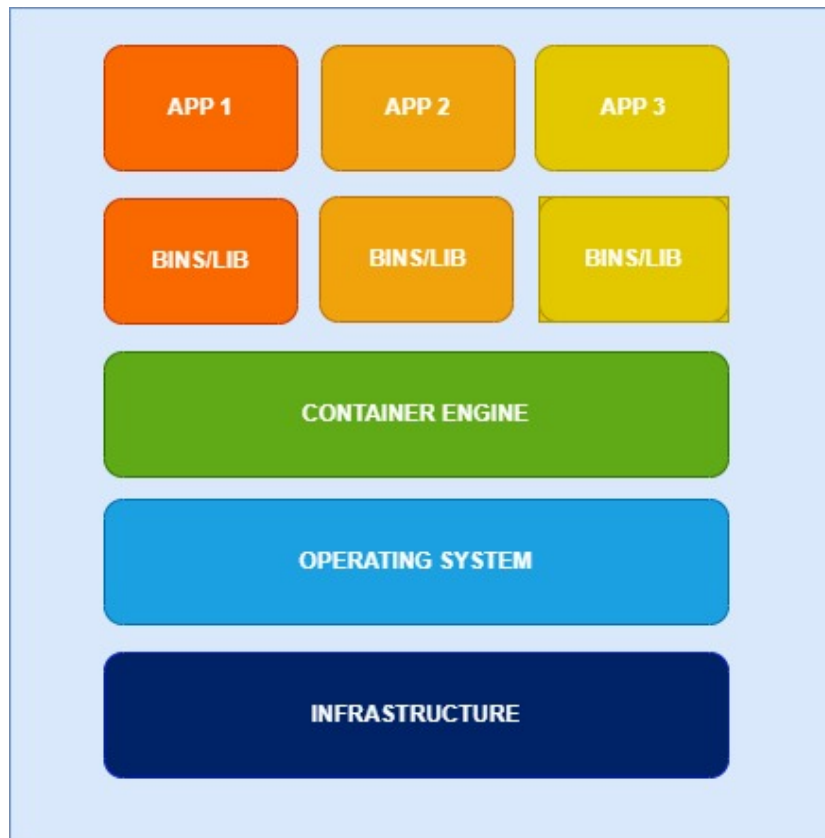 APP 1
APP 2
APP 3
BINS/LIB
BINS/LIB
BINS/LIB
CONTAINER ENGINE
OPERATING SYSTEM
INFRASTRUCTURE